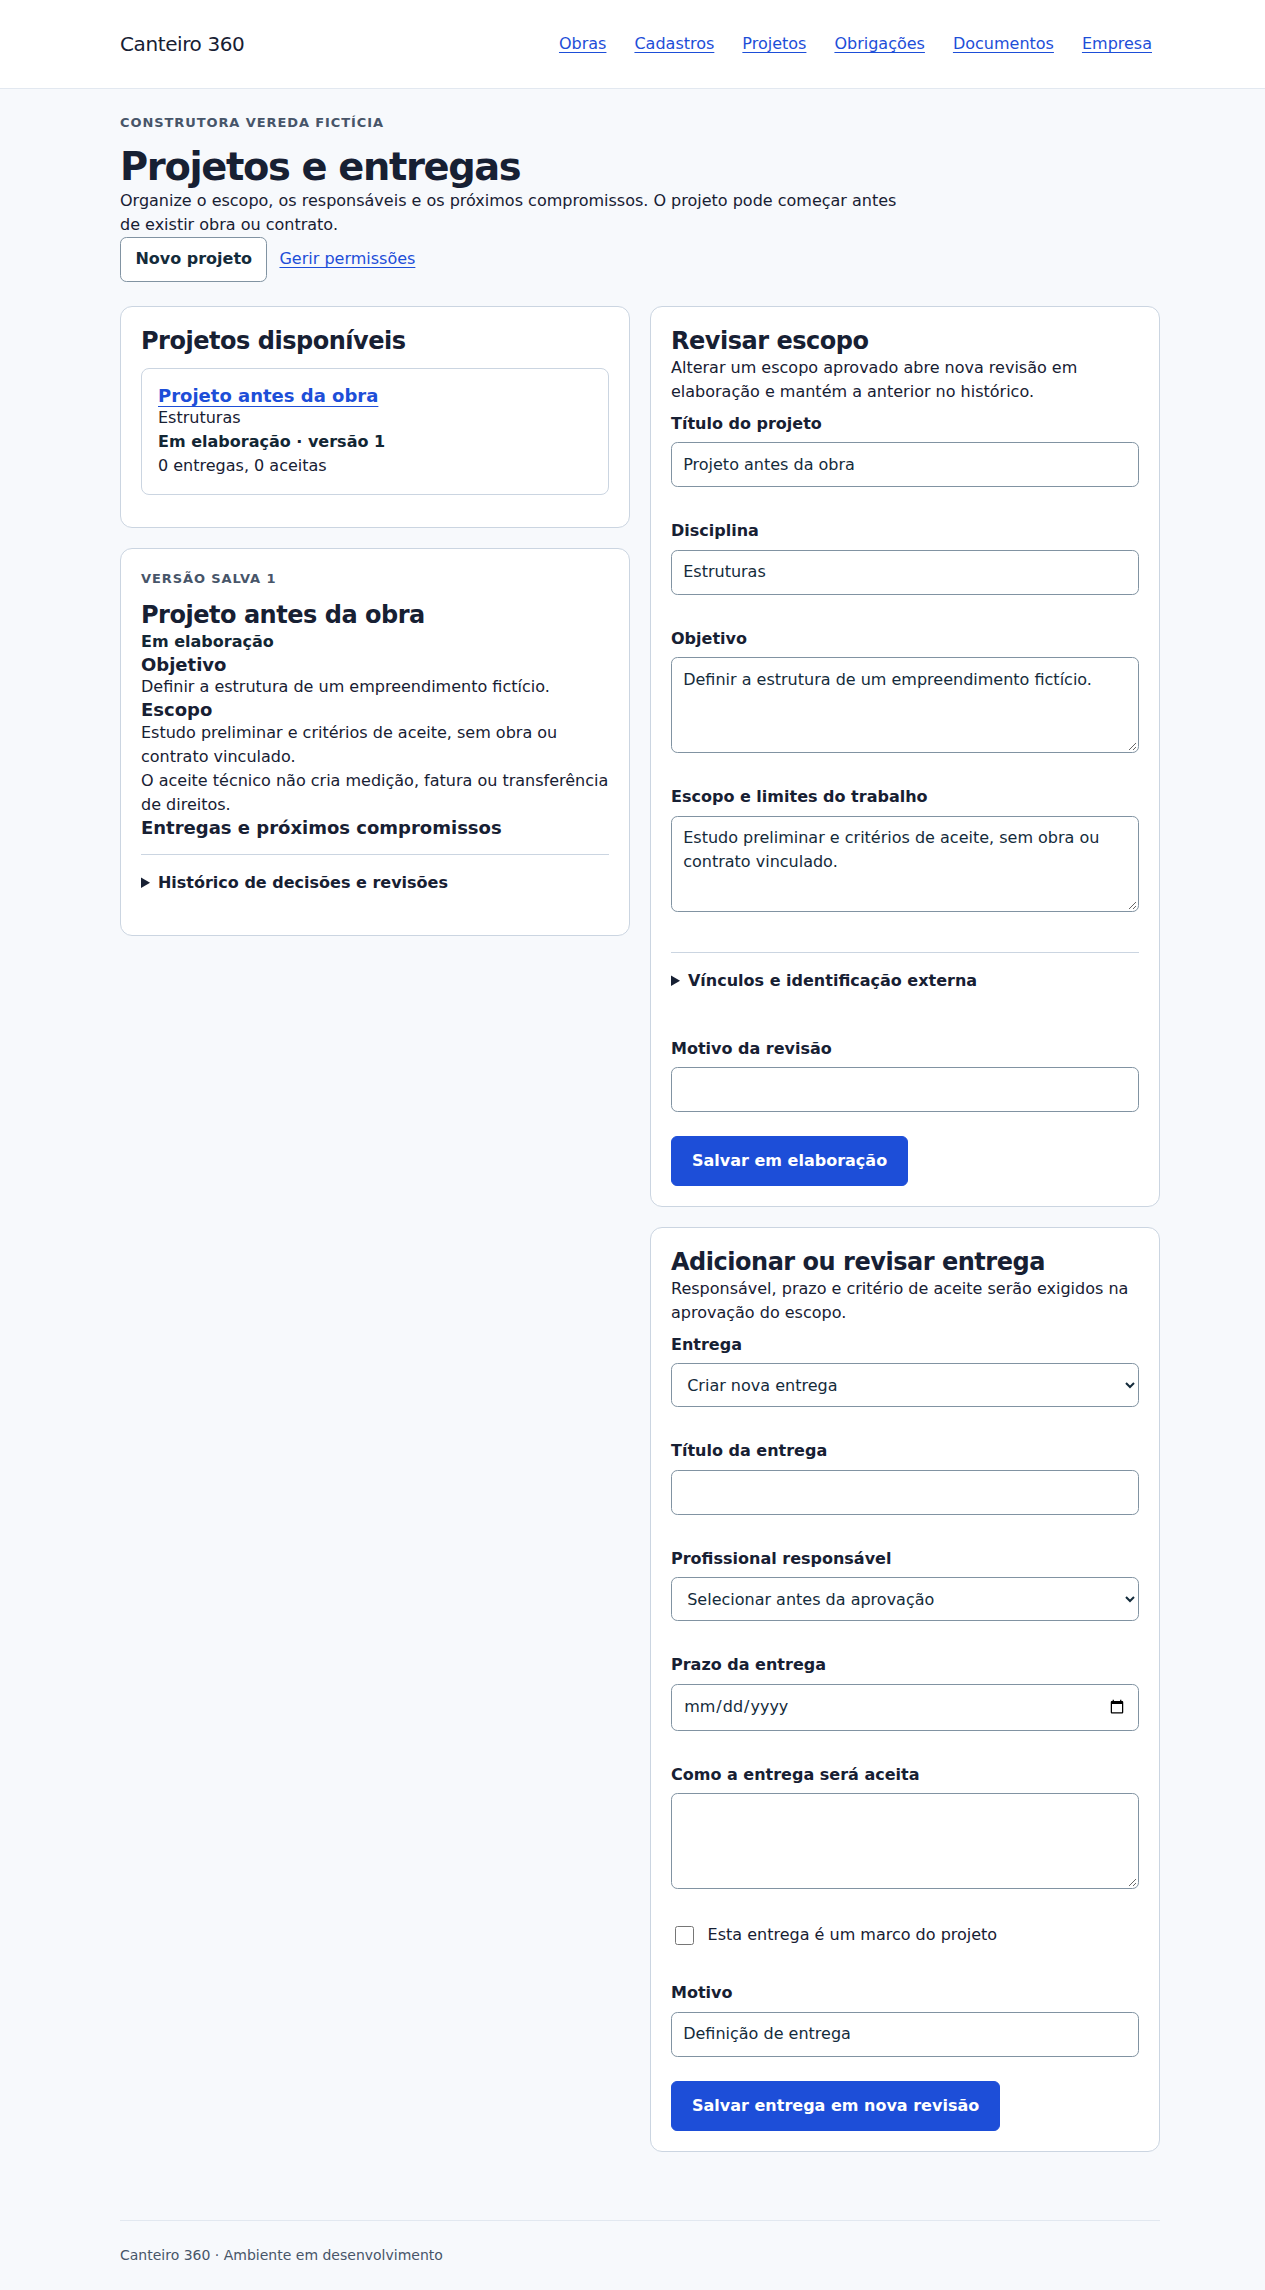 Canteiro 360
Obras Cadastros Projetos Obrigações Documentos Empresa
CONSTRUTORA VEREDA FICTÍCIA
Projetos e entregas
Organize o escopo, os responsáveis e os próximos compromissos. O projeto pode começar antes
de existir obra ou contrato.
Novo projeto Gerir permissões
Projetos disponíveis
Projeto antes da obra
Estruturas
Em elaboração · versão 1
0 entregas, 0 aceitas
VERSÃO SALVA 1
Projeto antes da obra
Em elaboração
Objetivo
Definir a estrutura de um empreendimento fictício.
Escopo
Estudo preliminar e critérios de aceite, sem obra ou
contrato vinculado.
O aceite técnico não cria medição, fatura ou transferência
de direitos.
Entregas e próximos compromissos
Histórico de decisões e revisões
Revisar escopo
Alterar um escopo aprovado abre nova revisão em
elaboração e mantém a anterior no histórico.
Título do projeto
Projeto antes da obra
Disciplina
Estruturas
Objetivo
Definir a estrutura de um empreendimento fictício.
Escopo e limites do trabalho
Estudo preliminar e critérios de aceite, sem obra ou
contrato vinculado.
Vínculos e identificação externa
Motivo da revisão
Salvar em elaboração
Adicionar ou revisar entrega
Responsável, prazo e critério de aceite serão exigidos na
aprovação do escopo.
Entrega
Criar nova entrega
Título da entrega
Profissional responsável
Selecionar antes da aprovação
Prazo da entrega
mm/dd/yyyy
Como a entrega será aceita
Esta entrega é um marco do projeto
Motivo
Definição de entrega
Salvar entrega em nova revisão
Canteiro 360 · Ambiente em desenvolvimento